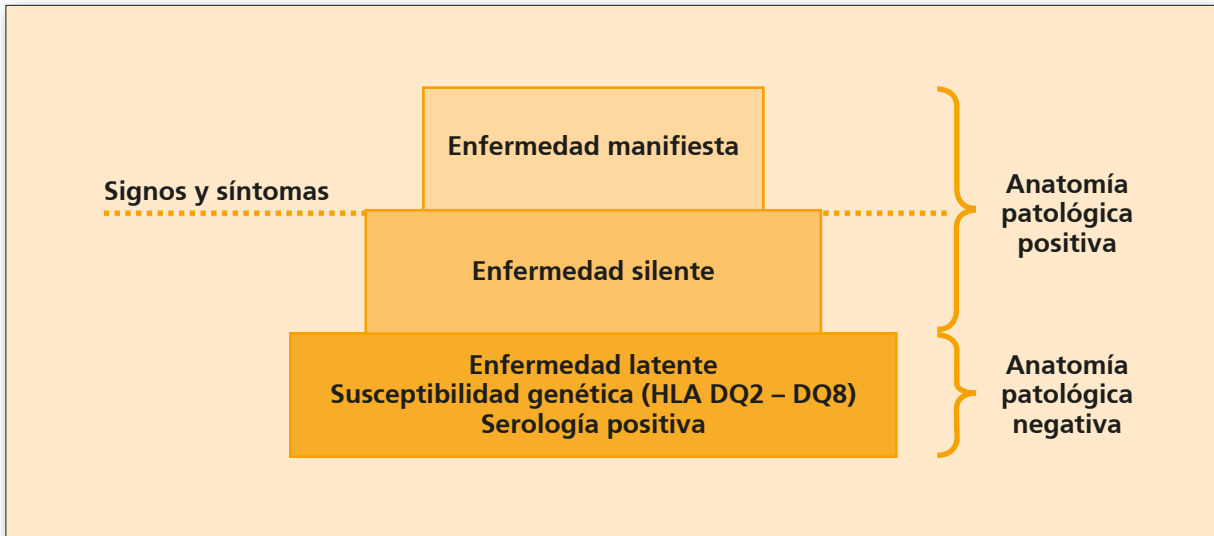 Enfermedad manifiesta
Signos y síntomas
Anatomía
patológica
positiva
Enfermedad silente
Enfermedad latente
Susceptibilidad genética (HLA DQ2 – DQ8)
Serología positiva
Anatomía
patológica
negativa